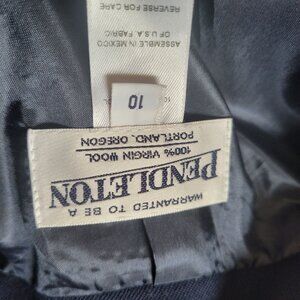 WARRANTED TO BE A
PENDLETON
100% VIRGIN WOOL
PORTLAND, OREGON
10
ASSEMBLE IN MEXICO
OF U.S.A. FABRIC
REVERSE FOR CARE